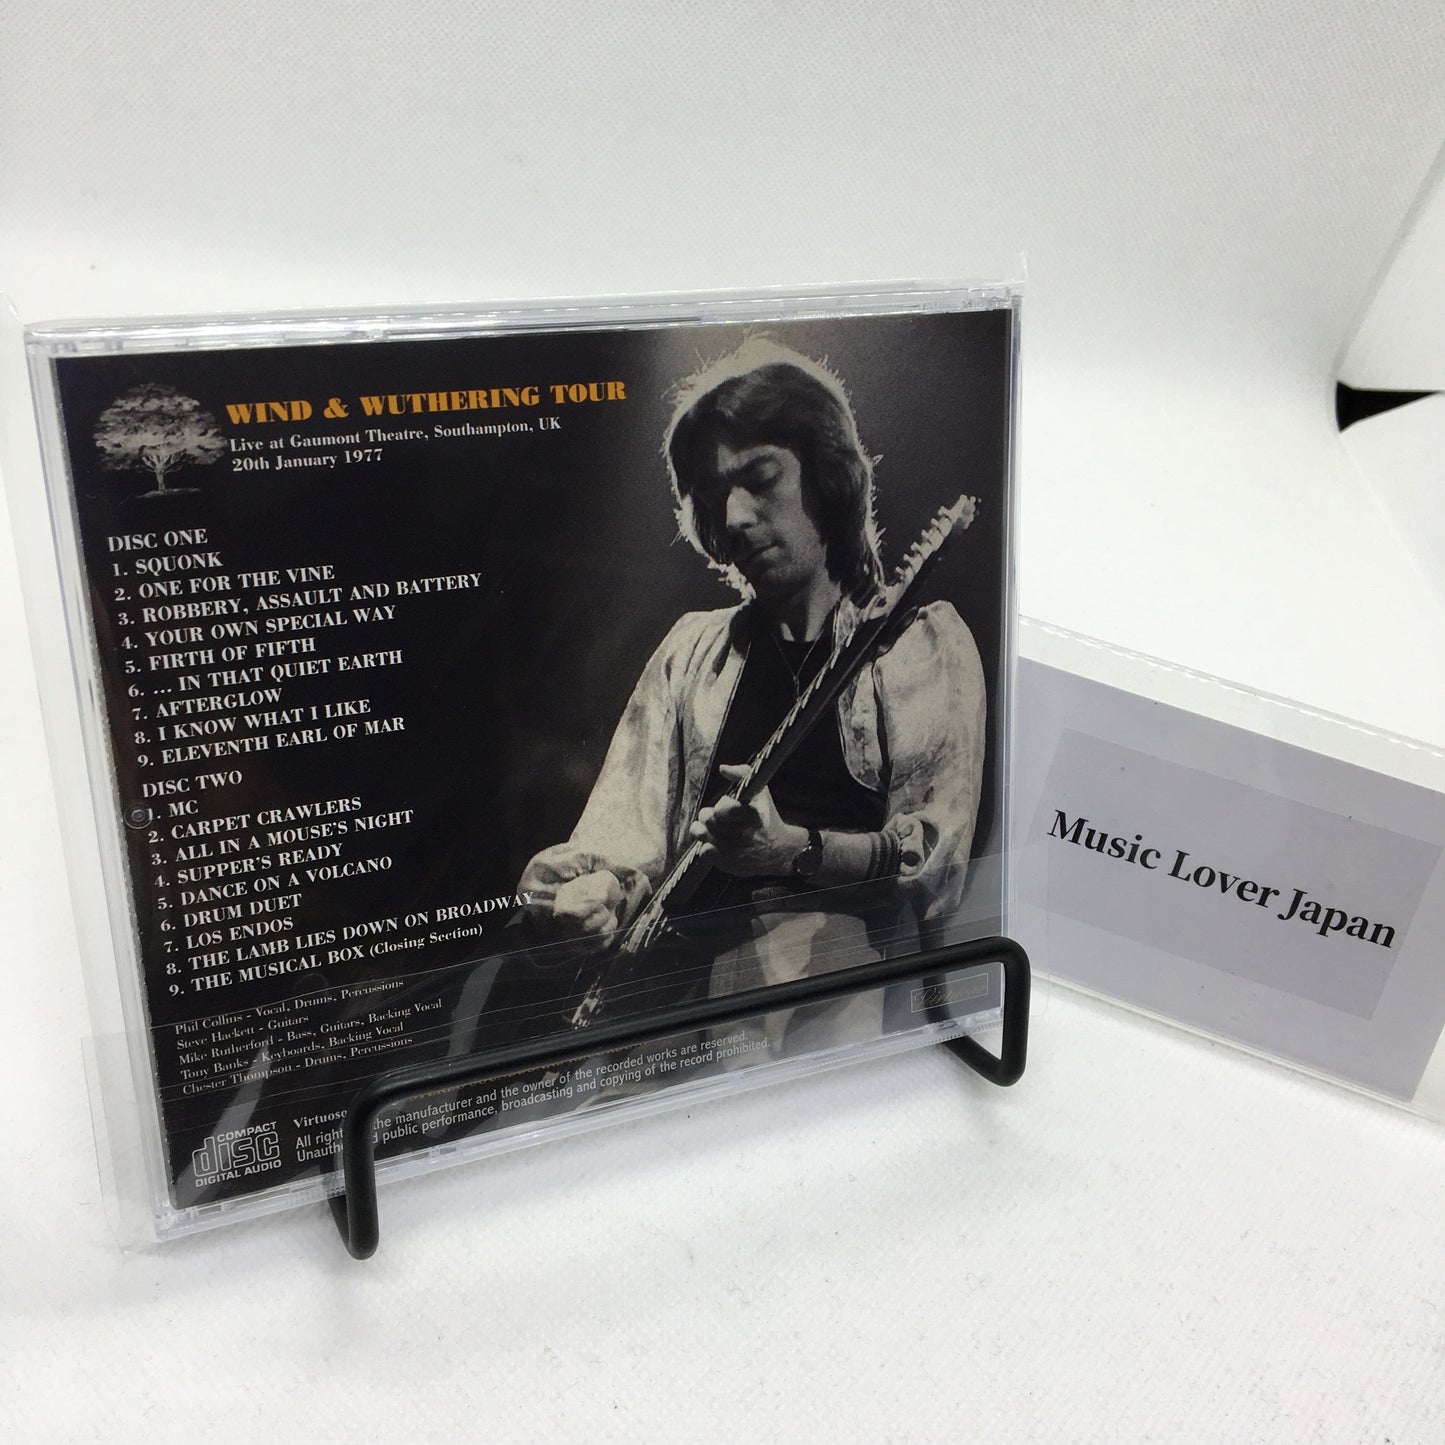 WIND & WUTHERING TOUR
Live at Gaumont Theatre, Southampton, UK
20th January 1977
DISC ONE
1. SQUONK
2. ONE FOR THE VINE
3. ROBBERY, ASSAULT AND BATTERY
4. YOUR OWN SPECIAL WAY
5. FIRTH OF FIFTH
6. ... IN THAT QUIET EARTH
7. AFTERGLOW
8. I KNOW WHAT I LIKE
9. ELEVENTH EARL OF MAR
DISC TWO
1. MC
2. CARPET CRAWLERS
3. ALL IN A MOUSE'S NIGHT
4. SUPPER'S READY
5. DANCE ON A VOLCANO
6. DRUM DUET
7. LOS ENDOS
8. THE LAMB LIES DOWN ON BROADWAY
9. THE MUSICAL BOX (Closing Section)
Phil Collins - Vocal, Drums, Percussions
Steve Hackett - Guitars
Mike Rutherford - Bass, Guitars, Backing Vocal
Tony Banks - Keyboards, Backing Vocal
Chester Thompson - Drums, Percussions
Virtuoso
COMPACT
disc
DIGITAL AUDIO
Virtuoso
All right the manufacturer and the owner of the recorded works are reserved.
Unauth d public performance, broadcasting and copying of the record prohibited.
Music Lover Japan